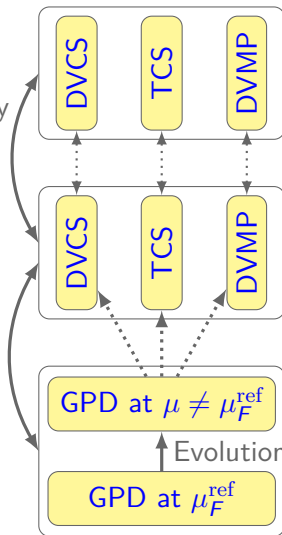 DVCS TCS DVMP
y
DVCS TCS DVMP
GPD at μ ≠ μ_F^ref
Evolution
GPD at μ_F^ref